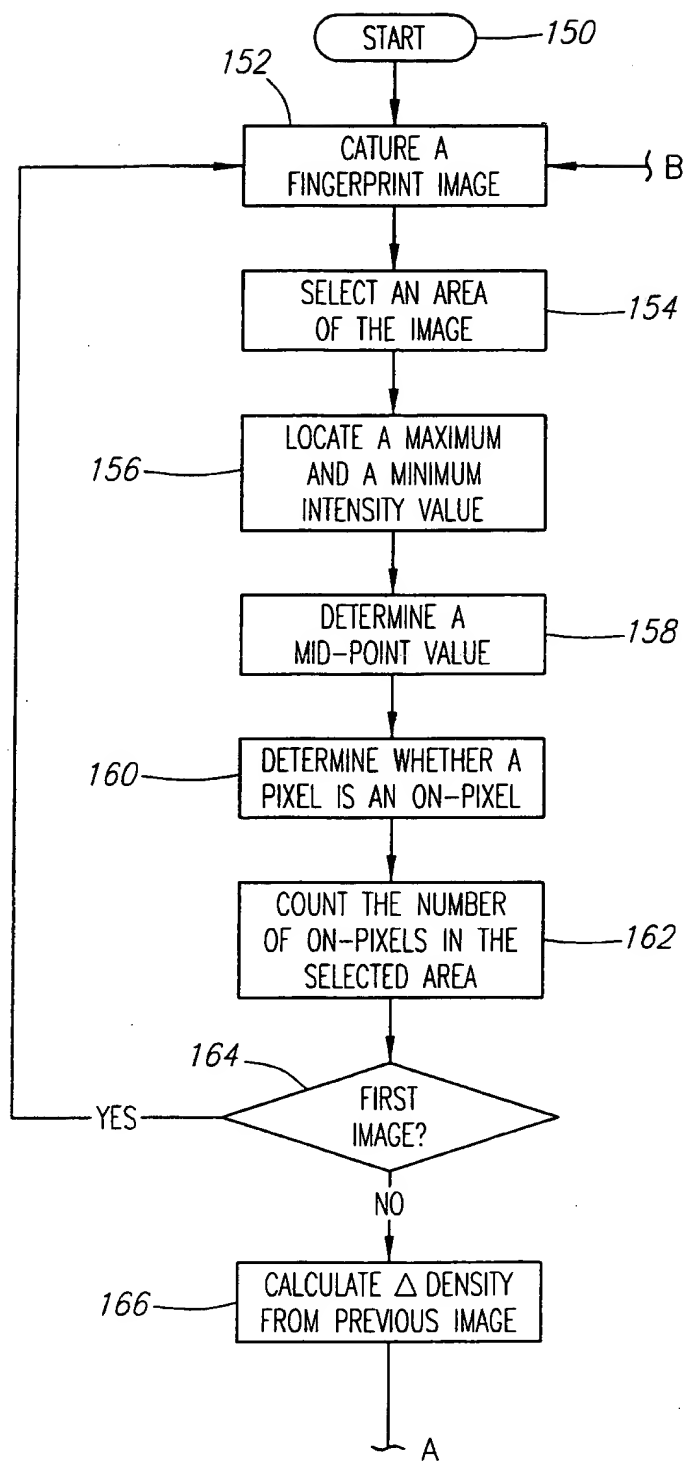 START
150
152
CATURE A
FINGERPRINT IMAGE
B
SELECT AN AREA
OF THE IMAGE
154
LOCATE A MAXIMUM
AND A MINIMUM
INTENSITY VALUE
156
DETERMINE A
MID-POINT VALUE
158
160
DETERMINE WHETHER A
PIXEL IS AN ON-PIXEL
COUNT THE NUMBER
OF ON-PIXELS IN THE
SELECTED AREA
162
164
FIRST
IMAGE?
YES
NO
166
CALCULATE △ DENSITY
FROM PREVIOUS IMAGE
A